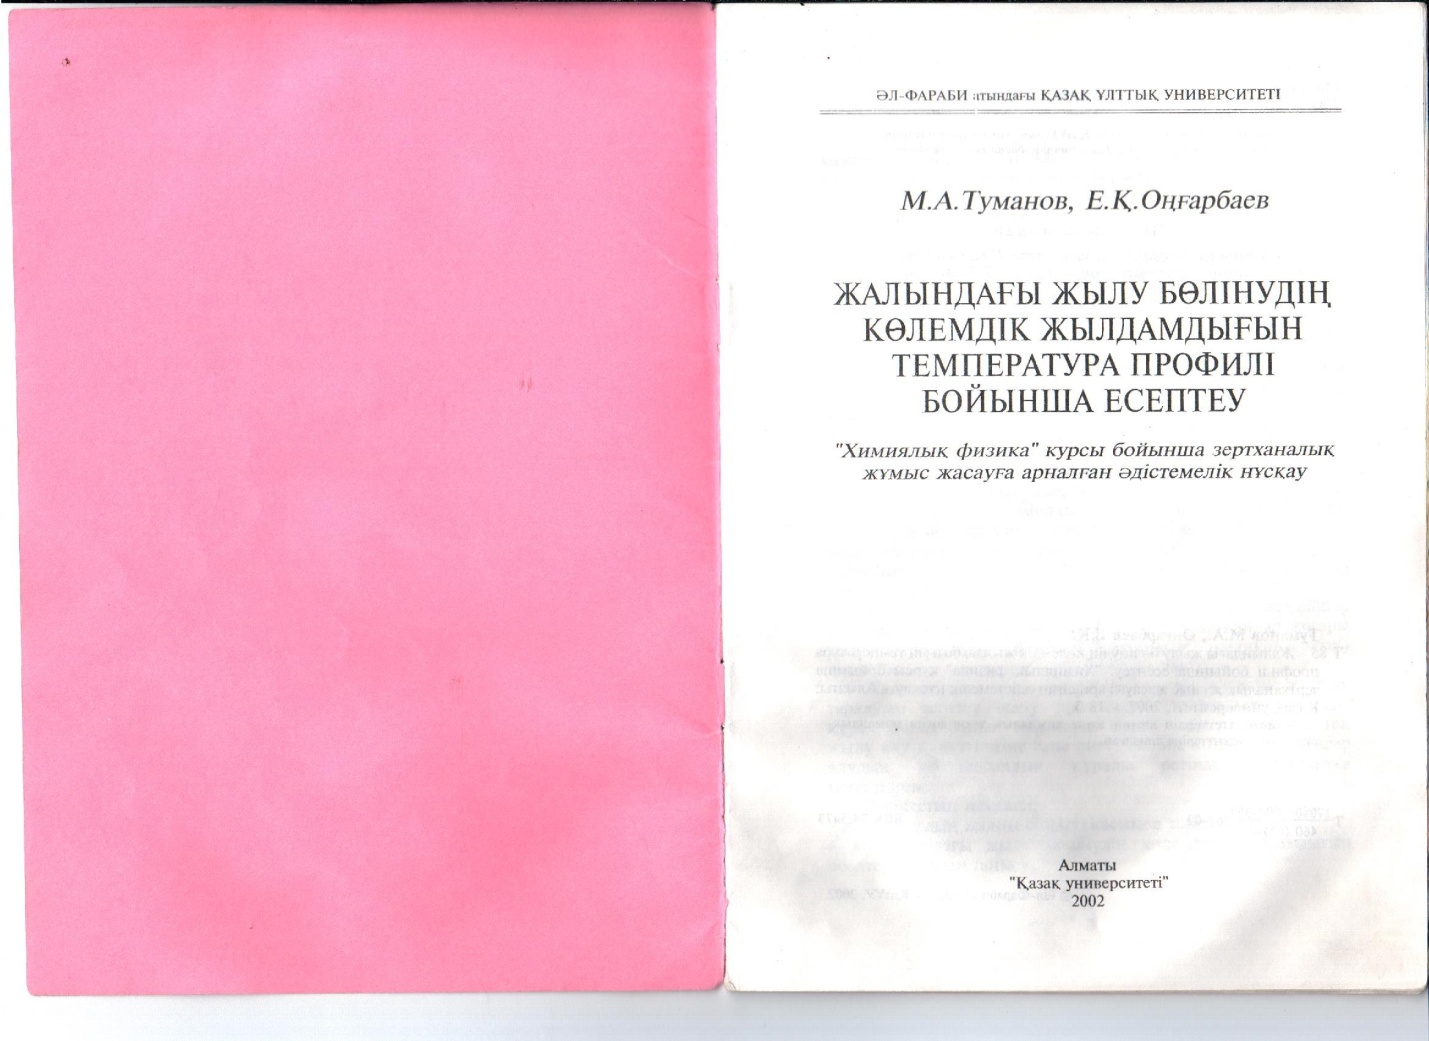 ӘЛ-ФАРАБИ атындағы ҚАЗАҚ ҰЛТТЫҚ УНИВЕРСИТЕТІ
М.А.Туманов, Е.Қ.Оңғарбаев
ЖАЛЫНДАҒЫ ЖЫЛУ БӨЛІНУДІҢ
КӨЛЕМДІК ЖЫЛДАМДЫҒЫН
ТЕМПЕРАТУРА ПРОФИЛІ
БОЙЫНША ЕСЕПТЕУ
"Химиялық физика" курсы бойынша зертханалық
жұмыс жасауға арналған әдістемелік нұсқау
Алматы
"Қазақ университеті"
2002